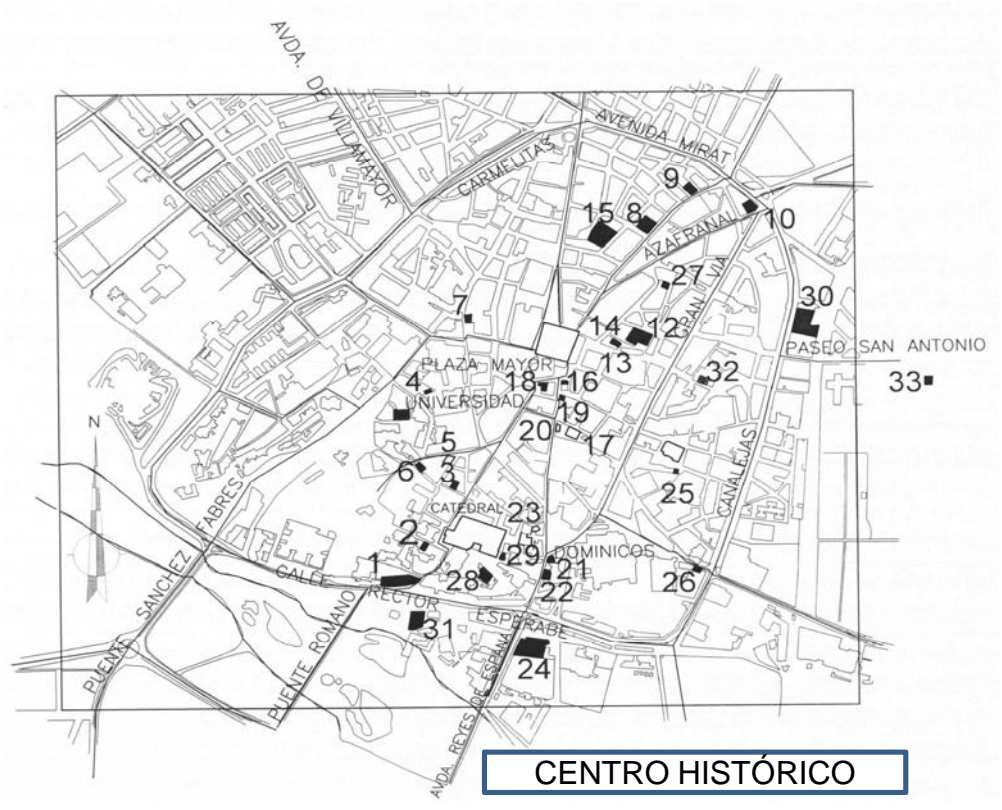 AVDA. DE VILLAMAYOR
AVENIDA MIRAT
CARMELITAS
9
10
15
8
AZAFRANAL
27
GRAN VIA
30
7
14
12
13
PASEO SAN ANTONIO
PLAZA MAYOR
18
16
32
33
4
UNIVERSIDAD
19
N
20
17
5
6
3
25
CANALEJAS
FABRES
CATEDRAL
23
2
29
DOMINICOS
1
28
21
26
CALLE
22
RECTOR
ESPERABE
31
SANCHEZ
PUENTE ROMANO
24
PUENTE
AVDA. REYES DE ESPAÑA
CENTRO HISTÓRICO